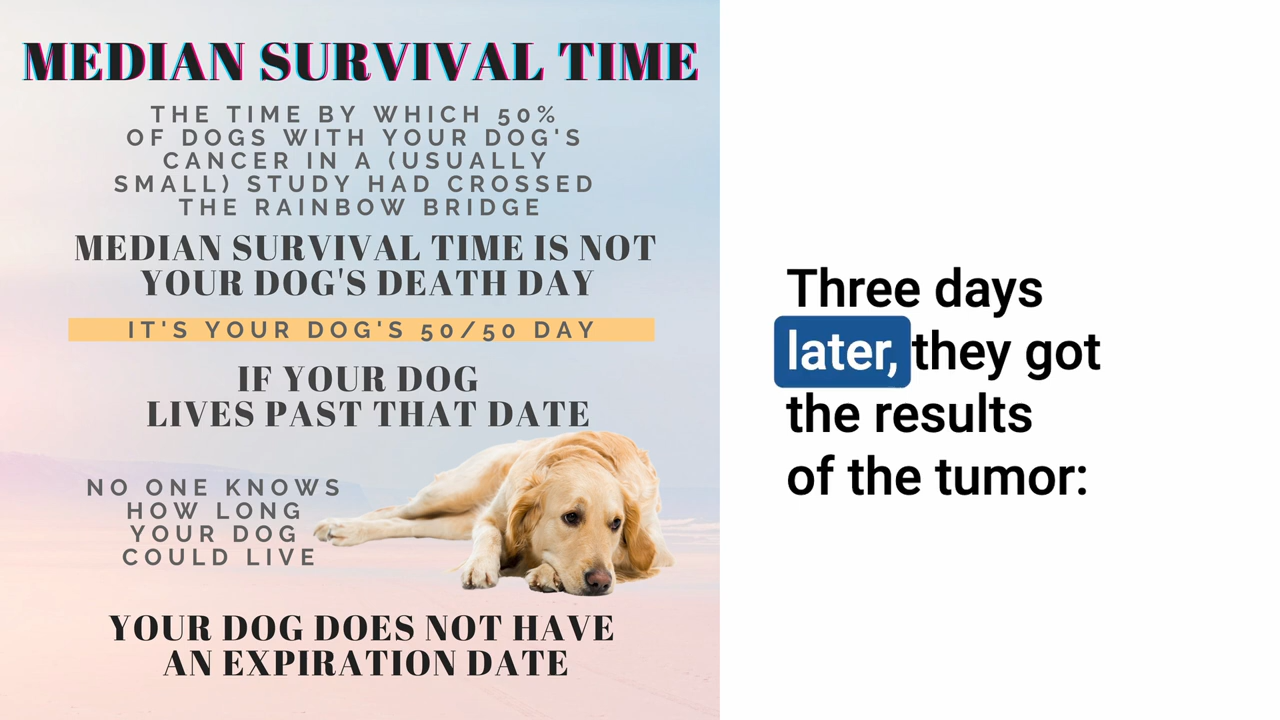 MEDIAN SURVIVAL TIME
THE TIME BY WHICH 50%
OF DOGS WITH YOUR DOG'S
CANCER IN A (USUALLY
SMALL) STUDY HAD CROSSED
THE RAINBOW BRIDGE
MEDIAN SURVIVAL TIME IS NOT
YOUR DOG'S DEATH DAY
IT'S YOUR DOG'S 50/50 DAY
IF YOUR DOG
LIVES PAST THAT DATE
NO ONE KNOWS
HOW LONG
YOUR DOG
COULD LIVE
YOUR DOG DOES NOT HAVE
AN EXPIRATION DATE
Three days
later, they got
the results
of the tumor: